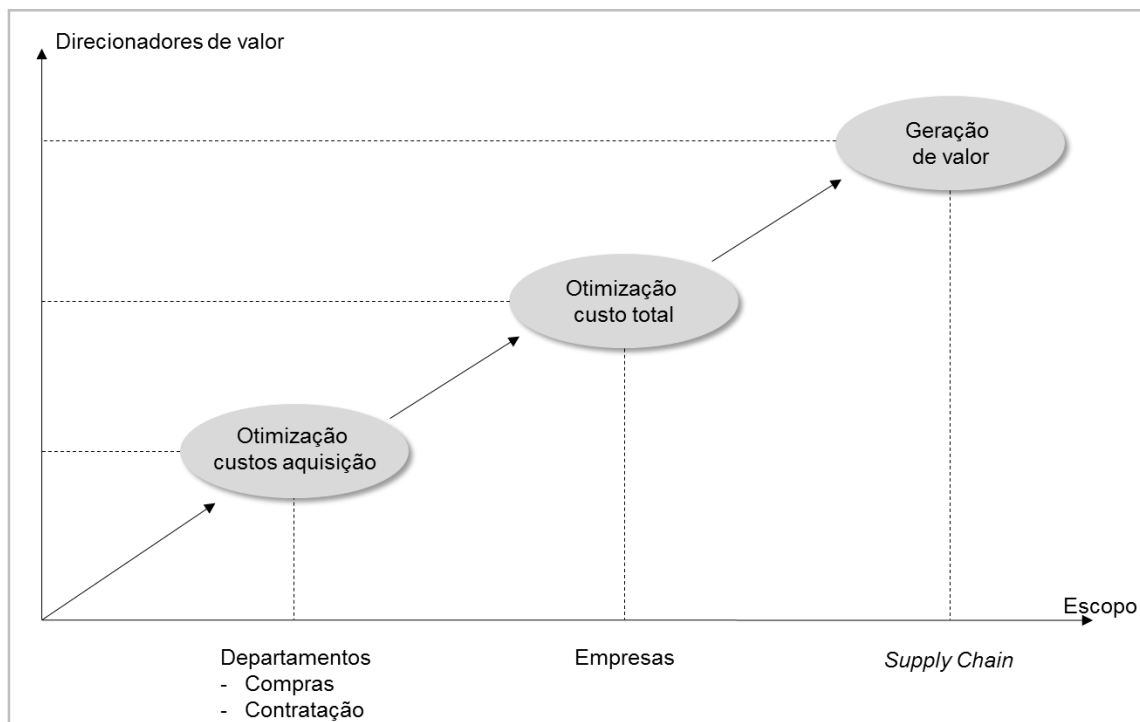 Direcionadores de valor
Geração
de valor
Otimização
custo total
Otimização
custos aquisição
Escopo
Departamentos
- Compras
- Contratação
Empresas
Supply Chain